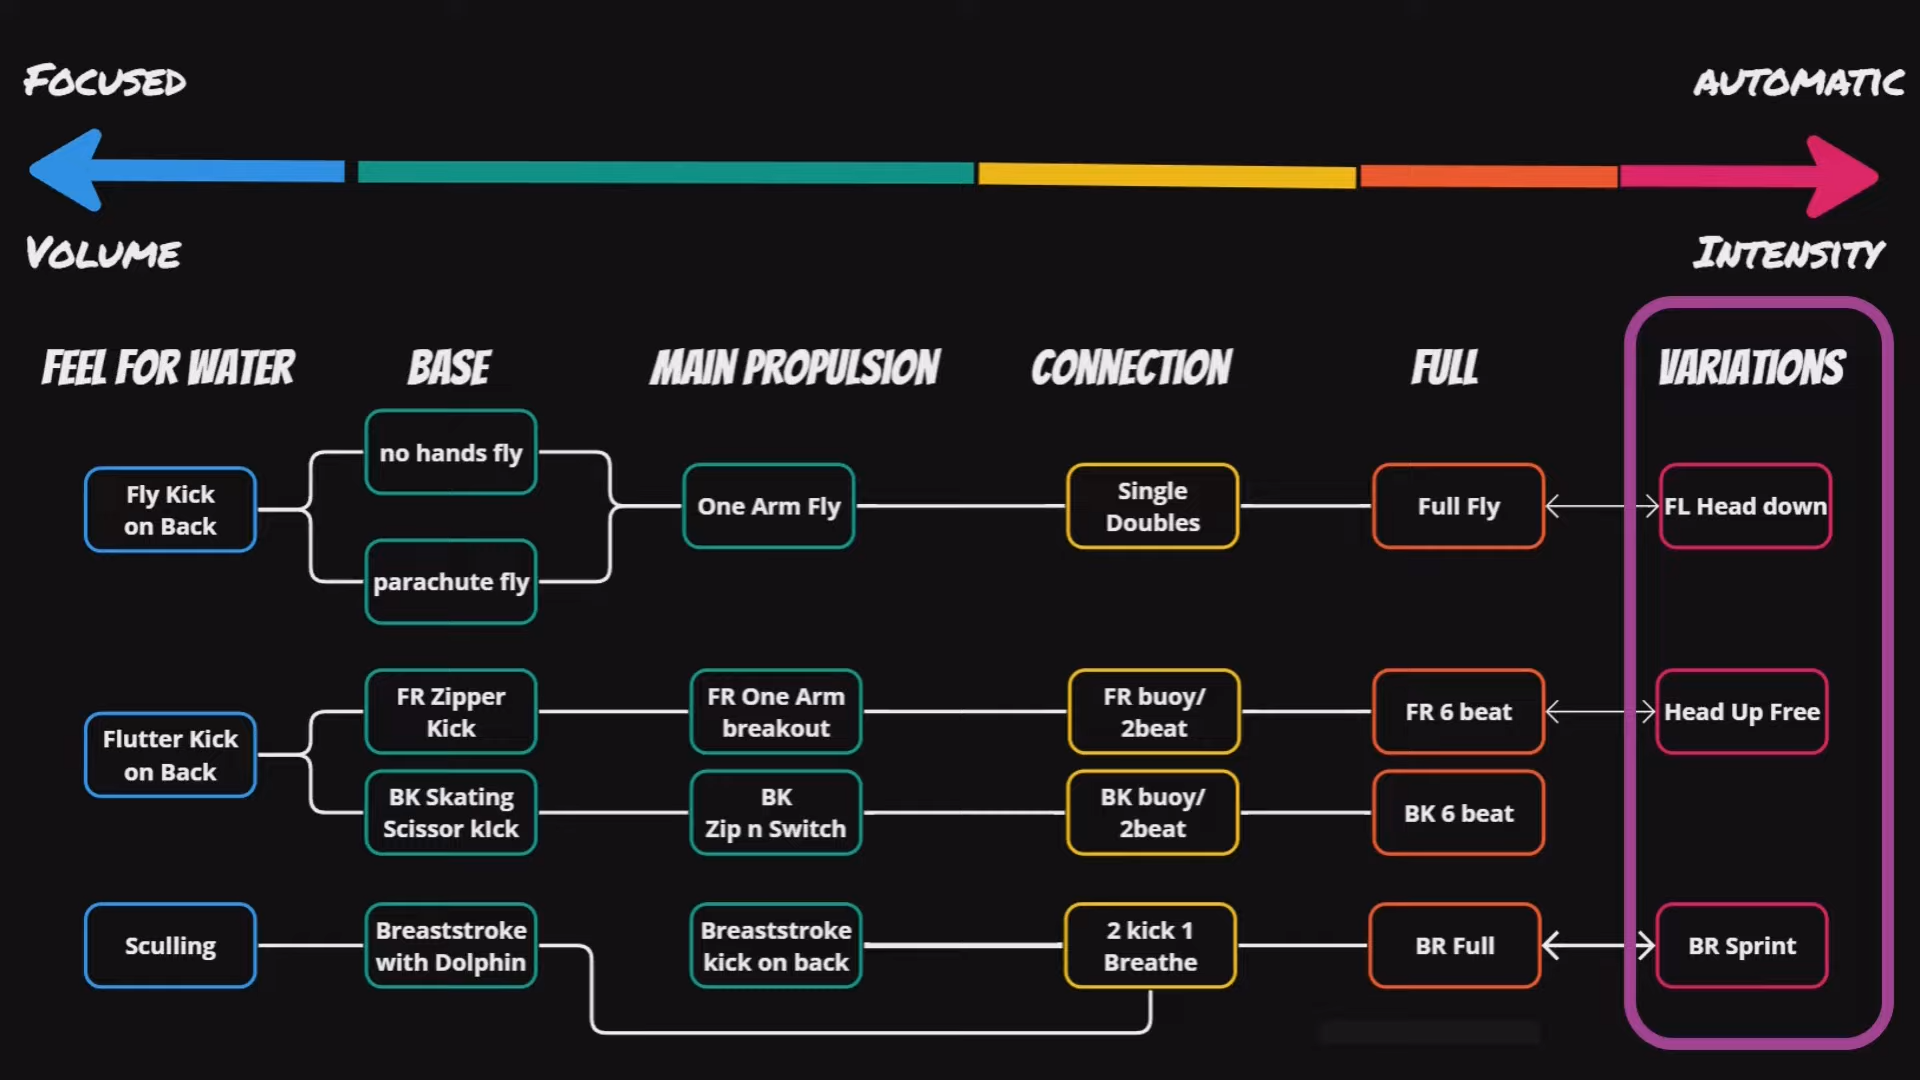 FOCUSED
AUTOMATIC
VOLUME
INTENSITY
FEEL FOR WATER
BASE
MAIN PROPULSION
CONNECTION
FULL
VARIATIONS
Fly Kick
on Back
no hands fly
parachute fly
One Arm Fly
Single
Doubles
Full Fly
FL Head down
Flutter Kick
on Back
FR Zipper
Kick
FR One Arm
breakout
FR buoy/
2beat
FR 6 beat
Head Up Free
BK Skating
Scissor kIck
BK
Zip n Switch
BK buoy/
2beat
BK 6 beat
Sculling
Breaststroke
with Dolphin
Breaststroke
kick on back
2 kick 1
Breathe
BR Full
BR Sprint